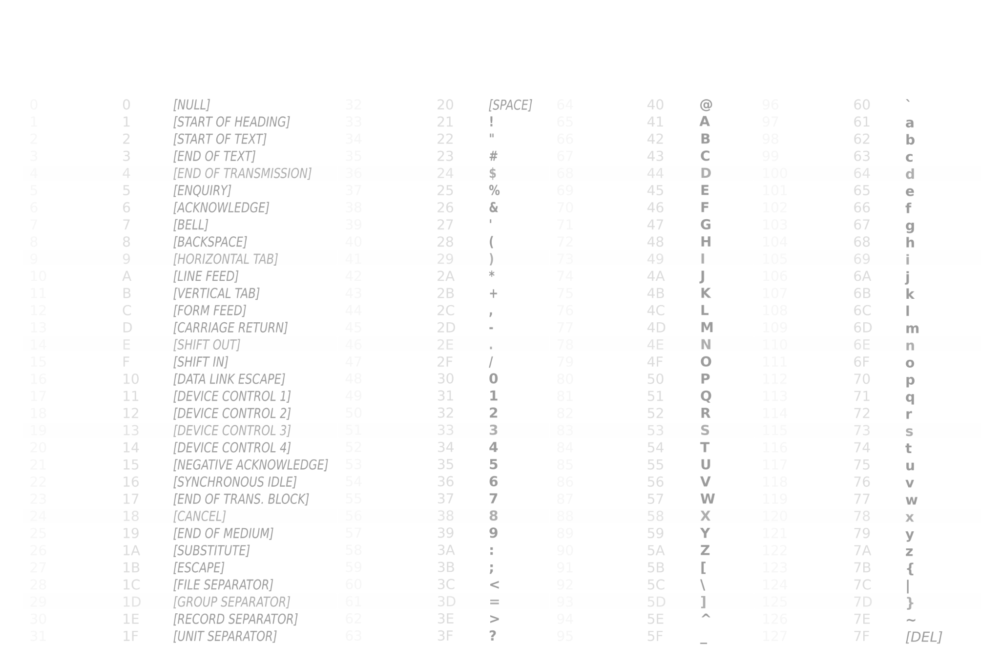 0 0 [NULL] 32 20 [SPACE] 64 40 @ 96 60 `
1 1 [START OF HEADING] 33 21 ! 65 41 A 97 61 a
2 2 [START OF TEXT] 34 22 " 66 42 B 98 62 b
3 3 [END OF TEXT] 35 23 # 67 43 C 99 63 c
4 4 [END OF TRANSMISSION] 36 24 $ 68 44 D 100 64 d
5 5 [ENQUIRY] 37 25 % 69 45 E 101 65 e
6 6 [ACKNOWLEDGE] 38 26 & 70 46 F 102 66 f
7 7 [BELL] 39 27 ' 71 47 G 103 67 g
8 8 [BACKSPACE] 40 28 ( 72 48 H 104 68 h
9 9 [HORIZONTAL TAB] 41 29 ) 73 49 I 105 69 i
10 A [LINE FEED] 42 2A * 74 4A J 106 6A j
11 B [VERTICAL TAB] 43 2B + 75 4B K 107 6B k
12 C [FORM FEED] 44 2C , 76 4C L 108 6C l
13 D [CARRIAGE RETURN] 45 2D - 77 4D M 109 6D m
14 E [SHIFT OUT] 46 2E . 78 4E N 110 6E n
15 F [SHIFT IN] 47 2F / 79 4F O 111 6F o
16 10 [DATA LINK ESCAPE] 48 30 0 80 50 P 112 70 p
17 11 [DEVICE CONTROL 1] 49 31 1 81 51 Q 113 71 q
18 12 [DEVICE CONTROL 2] 50 32 2 82 52 R 114 72 r
19 13 [DEVICE CONTROL 3] 51 33 3 83 53 S 115 73 s
20 14 [DEVICE CONTROL 4] 52 34 4 84 54 T 116 74 t
21 15 [NEGATIVE ACKNOWLEDGE] 53 35 5 85 55 U 117 75 u
22 16 [SYNCHRONOUS IDLE] 54 36 6 86 56 V 118 76 v
23 17 [END OF TRANS. BLOCK] 55 37 7 87 57 W 119 77 w
24 18 [CANCEL] 56 38 8 88 58 X 120 78 x
25 19 [END OF MEDIUM] 57 39 9 89 59 Y 121 79 y
26 1A [SUBSTITUTE] 58 3A : 90 5A Z 122 7A z
27 1B [ESCAPE] 59 3B ; 91 5B [ 123 7B {
28 1C [FILE SEPARATOR] 60 3C < 92 5C \ 124 7C |
29 1D [GROUP SEPARATOR] 61 3D = 93 5D ] 125 7D }
30 1E [RECORD SEPARATOR] 62 3E > 94 5E ^ 126 7E ~
31 1F [UNIT SEPARATOR] 63 3F ? 95 5F _ 127 7F [DEL]